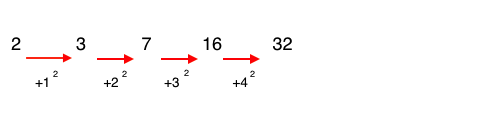 2 3 7 16 32
+1² +2² +3² +4²